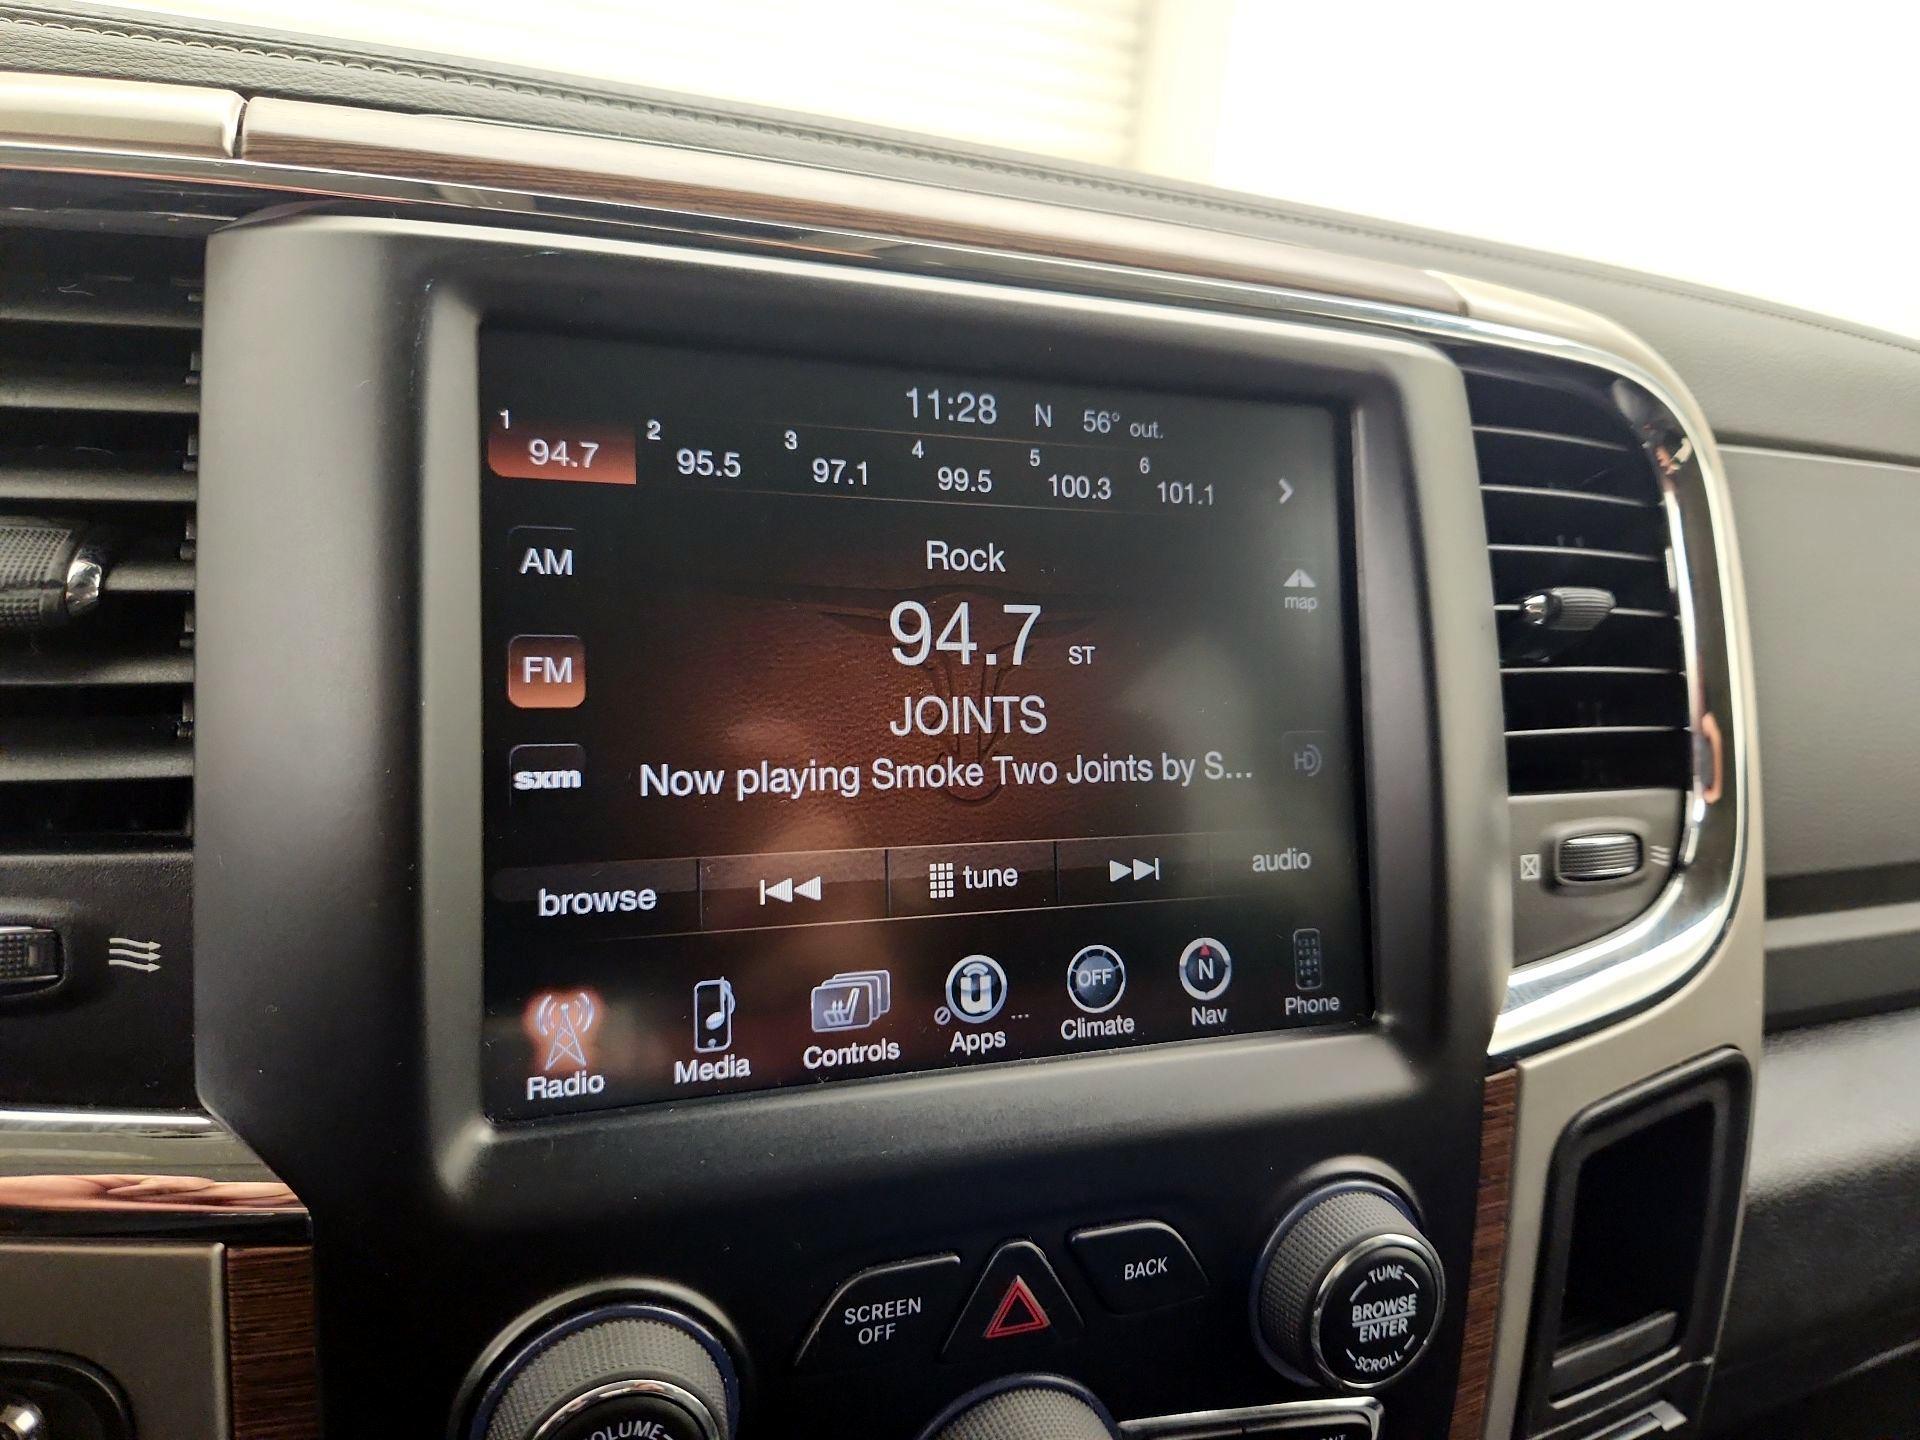 11:28 N 56° out.
1 94.7 2 95.5 3 97.1 4 99.5 5 100.3 6 101.1
AM
Rock
map
94.7 ST
FM
JOINTS
sxm
Now playing Smoke Two Joints by S...
HD
browse tune audio
Radio Media Controls Apps ... OFF Climate N Nav Phone
SCREEN
OFF
BACK
TUNE
BROWSE
ENTER
SCROLL